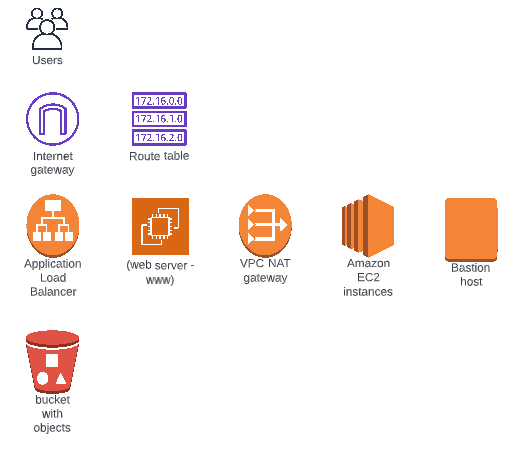 Users
172.16.0.0
172.16.1.0
172.16.2.0
Internet
gateway
Route table
Application
Load
Balancer
(web server -
www)
VPC NAT
gateway
Amazon
EC2
instances
Bastion
host
bucket
with
objects